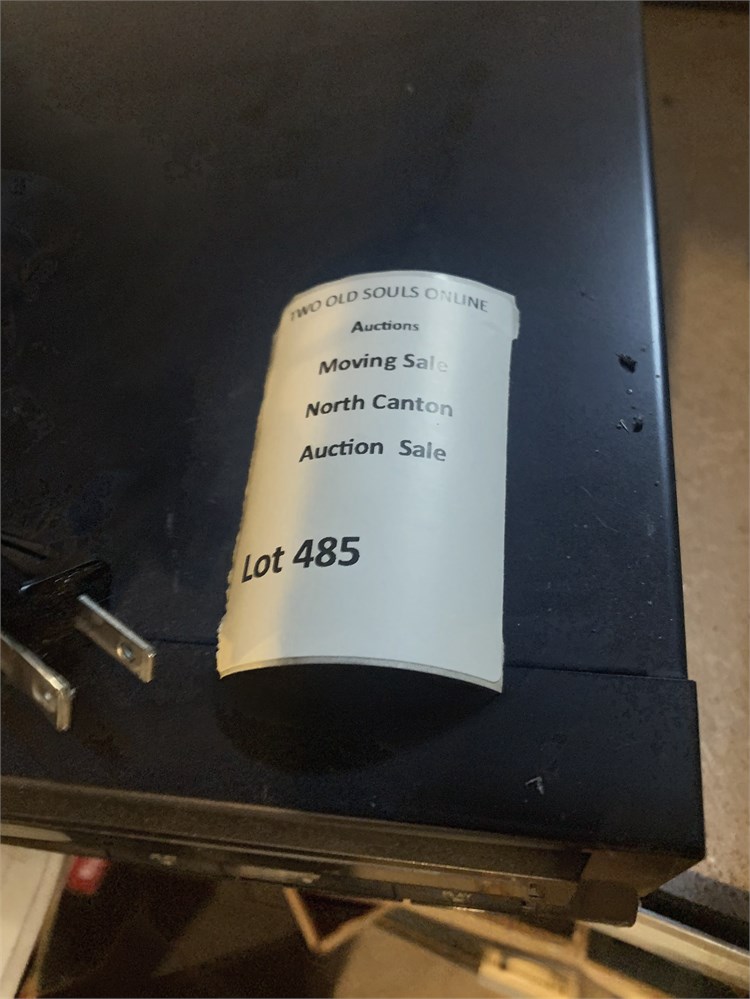 TWO OLD SOULS ONLINE
Auctions
Moving Sale
North Canton
Auction Sale
Lot 485